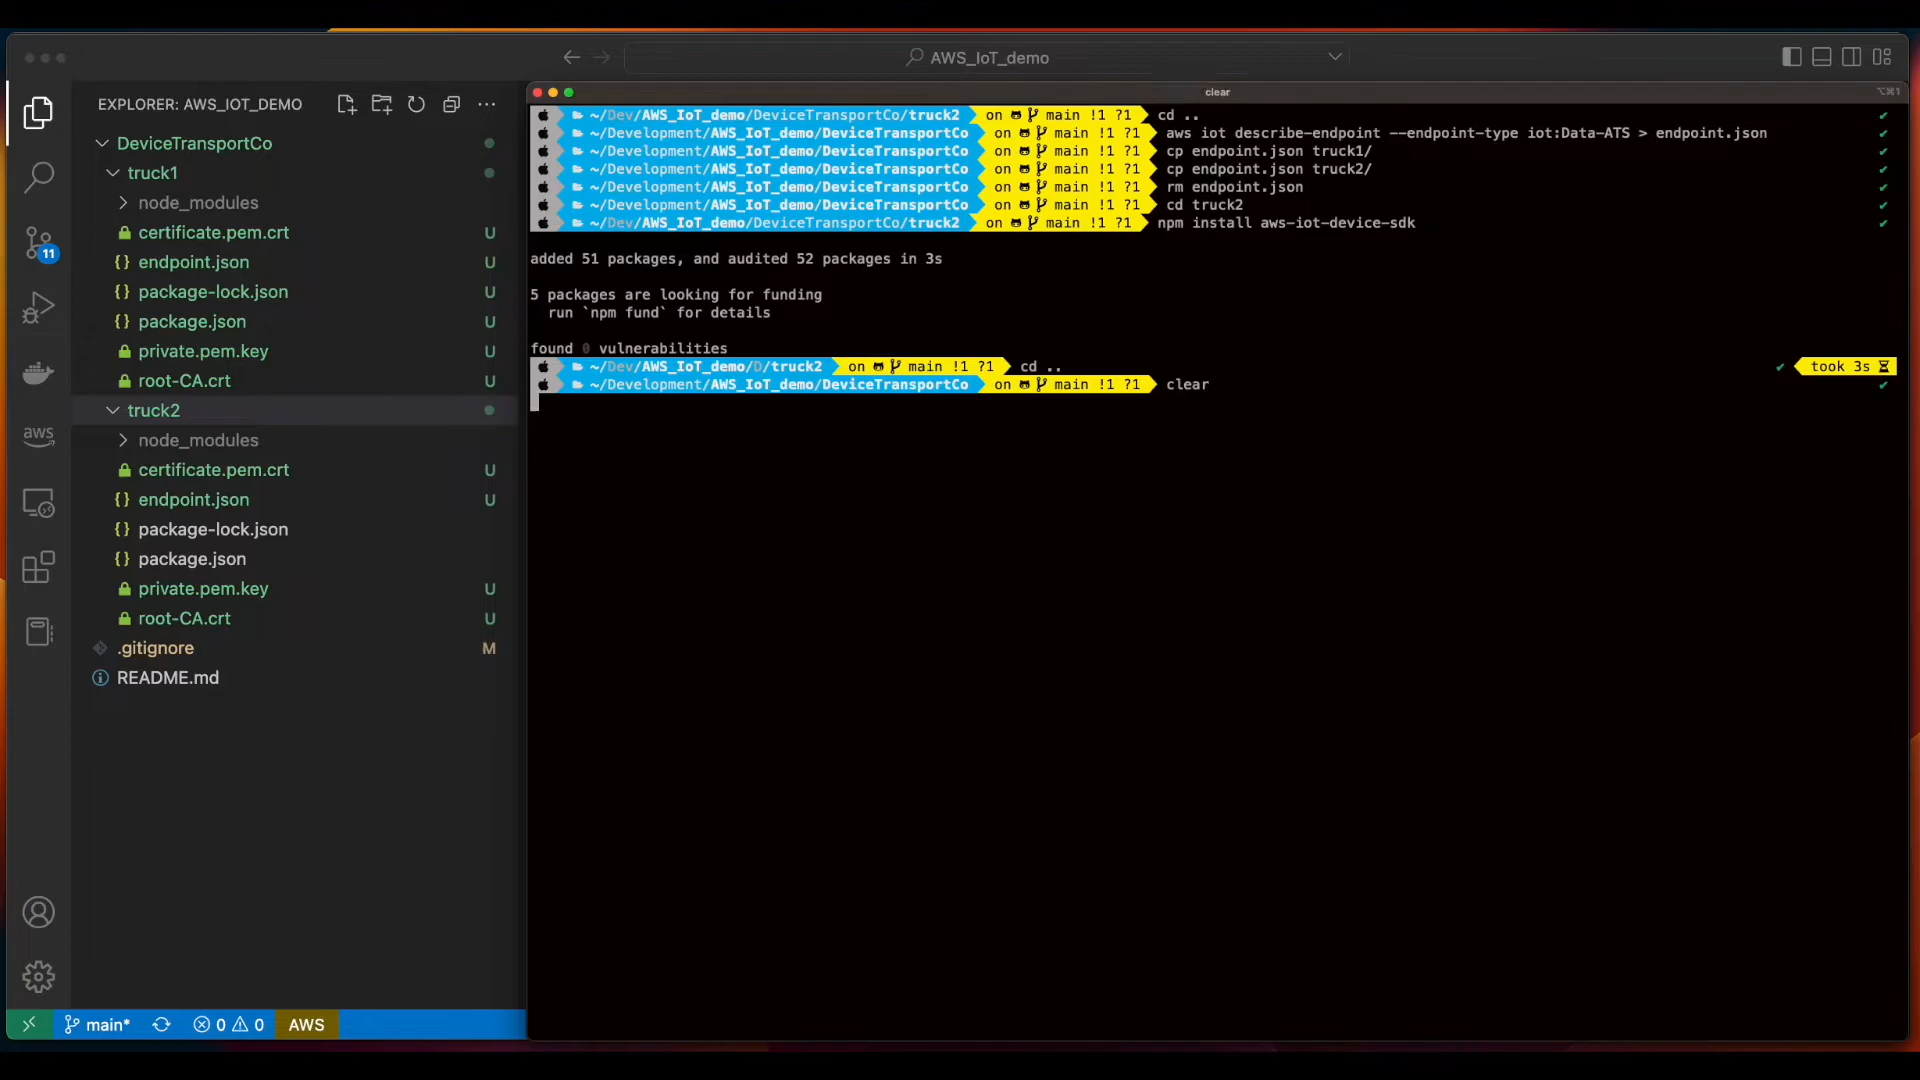 AWS_IoT_demo
EXPLORER: AWS_IOT_DEMO
DeviceTransportCo
truck1
node_modules
certificate.pem.crt U
{} endpoint.json U
{} package-lock.json U
{} package.json U
private.pem.key U
root-CA.crt U
truck2
node_modules
certificate.pem.crt U
{} endpoint.json U
{} package-lock.json
{} package.json
private.pem.key U
root-CA.crt U
.gitignore M
README.md
11
aws
main*
0 0
AWS
clear
⌥⌘1
~/Dev/AWS_IoT_demo/DeviceTransportCo/truck2 on main !1 ?1 cd ..
~/Development/AWS_IoT_demo/DeviceTransportCo on main !1 ?1 aws iot describe-endpoint --endpoint-type iot:Data-ATS > endpoint.json
~/Development/AWS_IoT_demo/DeviceTransportCo on main !1 ?1 cp endpoint.json truck1/
~/Development/AWS_IoT_demo/DeviceTransportCo on main !1 ?1 cp endpoint.json truck2/
~/Development/AWS_IoT_demo/DeviceTransportCo on main !1 ?1 rm endpoint.json
~/Development/AWS_IoT_demo/DeviceTransportCo on main !1 ?1 cd truck2
~/Dev/AWS_IoT_demo/DeviceTransportCo/truck2 on main !1 ?1 npm install aws-iot-device-sdk
added 51 packages, and audited 52 packages in 3s
5 packages are looking for funding
run `npm fund` for details
found 0 vulnerabilities
~/Dev/AWS_IoT_demo/D/truck2 on main !1 ?1 cd .. took 3s
~/Development/AWS_IoT_demo/DeviceTransportCo on main !1 ?1 clear